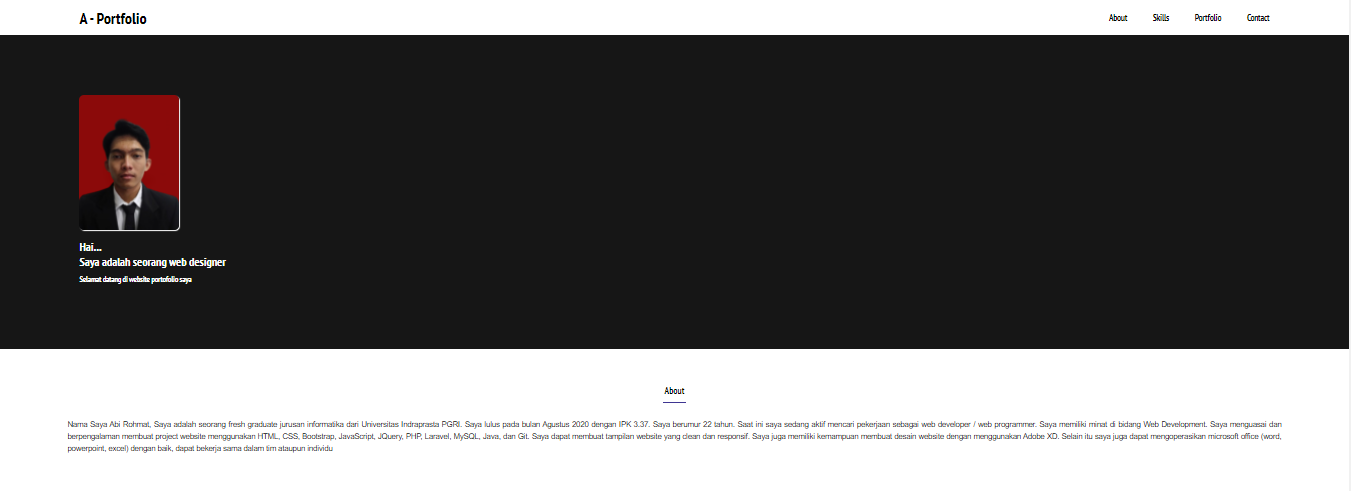 A - Portfolio
About Skills Portfolio Contact
Hai...
Saya adalah seorang web designer
Selamat datang di website portofolio saya
About
Nama Saya Abi Rohmat, Saya adalah seorang fresh graduate jurusan informatika dari Universitas Indraprasta PGRI. Saya lulus pada bulan Agustus 2020 dengan IPK 3.37. Saya berumur 22 tahun. Saat ini saya sedang aktif mencari pekerjaan sebagai web developer / web programmer. Saya memiliki minat di bidang Web Development. Saya menguasai dan
berpengalaman membuat project website menggunakan HTML, CSS, Bootstrap, JavaScript, JQuery, PHP, Laravel, MySQL, Java, dan Git. Saya dapat membuat tampilan website yang clean dan responsif. Saya juga memiliki kemampuan membuat desain website dengan menggunakan Adobe XD. Selain itu saya juga dapat mengoperasikan microsoft office (word,
powerpoint, excel) dengan baik, dapat bekerja sama dalam tim ataupun individu